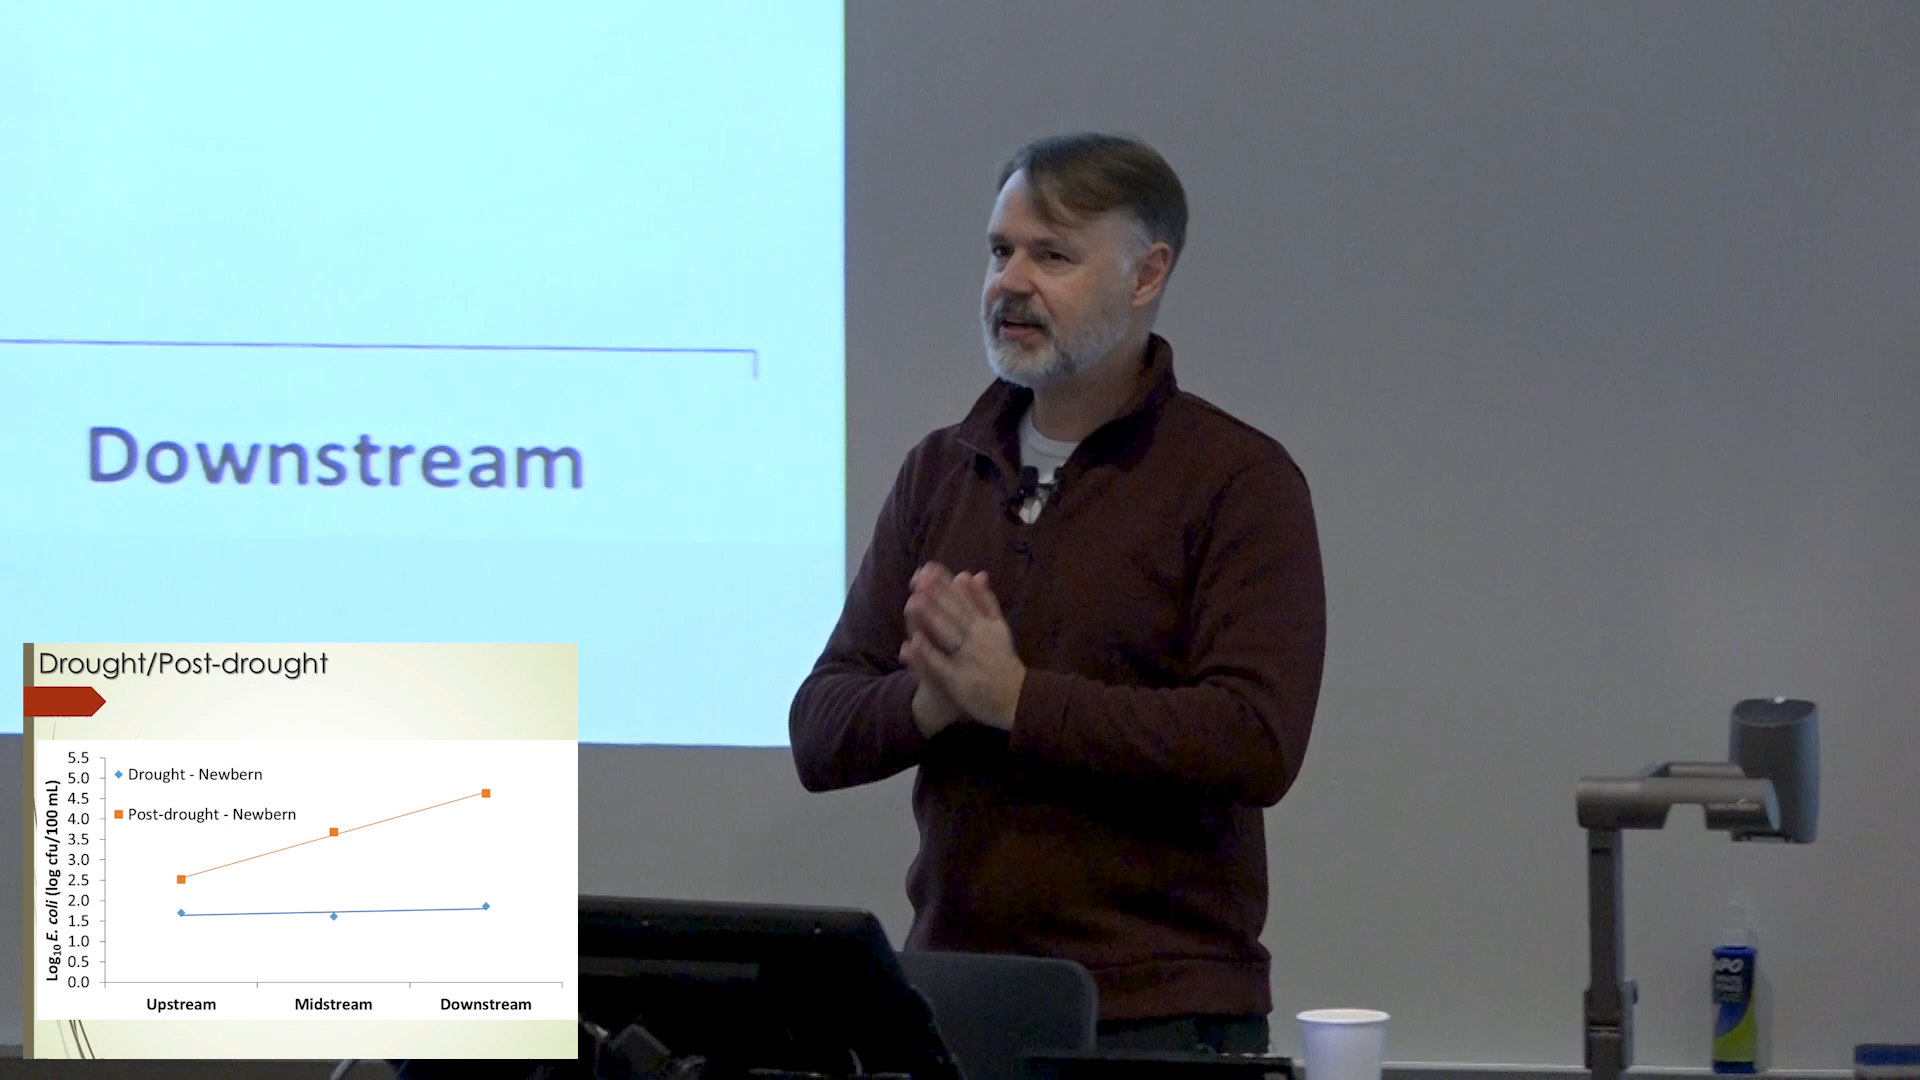 Downstream
Drought/Post-drought
5.5
5.0
4.5
4.0
3.5
3.0
2.5
2.0
1.5
1.0
0.5
0.0
Log10 E. coli (log cfu/100 mL)
Drought - Newbern
Post-drought - Newbern
Upstream Midstream Downstream